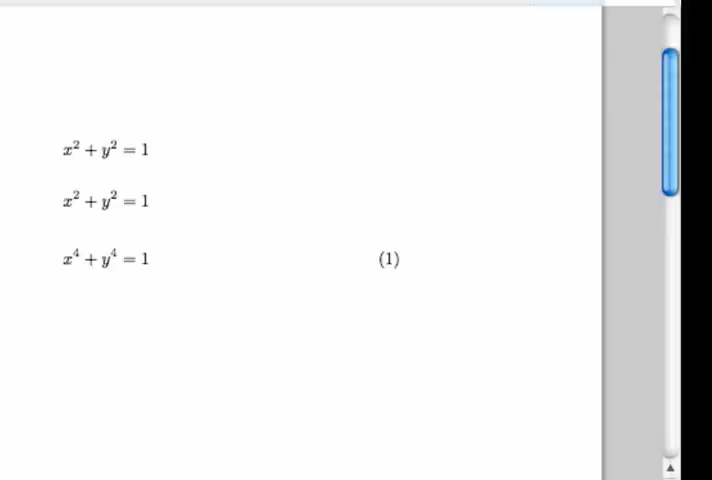 x² + y² = 1
x² + y² = 1
x⁴ + y⁴ = 1 (1)